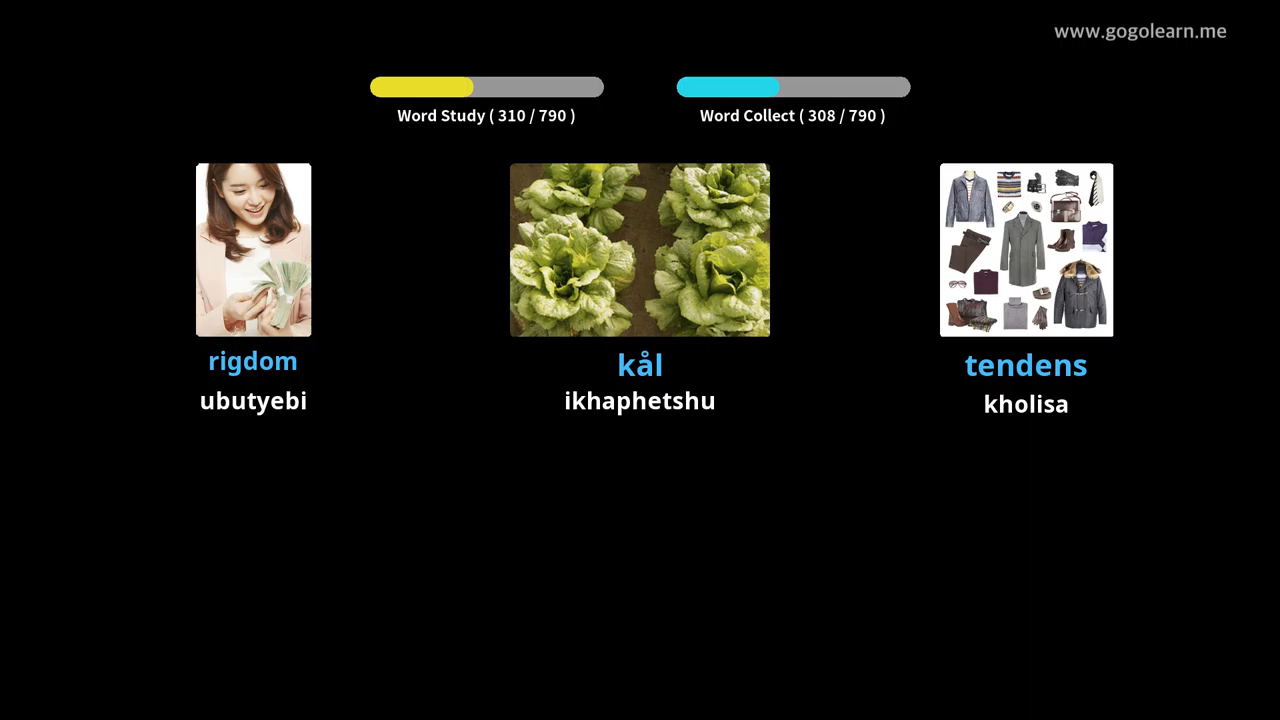 www.gogolearn.me
Word Study ( 310 / 790 )
Word Collect ( 308 / 790 )
rigdom
ubutyebi
kål
ikhaphetshu
tendens
kholisa